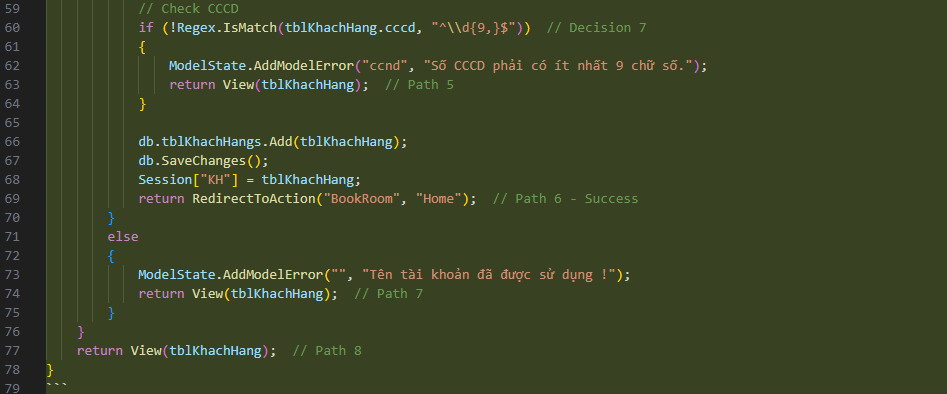 59 // Check CCCD
60 if (!Regex.IsMatch(tblKhachHang.cccd, "^\\d{9,}$")) // Decision 7
61 {
62 ModelState.AddModelError("ccnd", "Số CCCD phải có ít nhất 9 chữ số.");
63 return View(tblKhachHang); // Path 5
64 }
65
66 db.tblKhachHangs.Add(tblKhachHang);
67 db.SaveChanges();
68 Session["KH"] = tblKhachHang;
69 return RedirectToAction("BookRoom", "Home"); // Path 6 - Success
70 }
71 else
72 {
73 ModelState.AddModelError("", "Tên tài khoản đã được sử dụng !");
74 return View(tblKhachHang); // Path 7
75 }
76 }
77 return View(tblKhachHang); // Path 8
78 }
79 ```